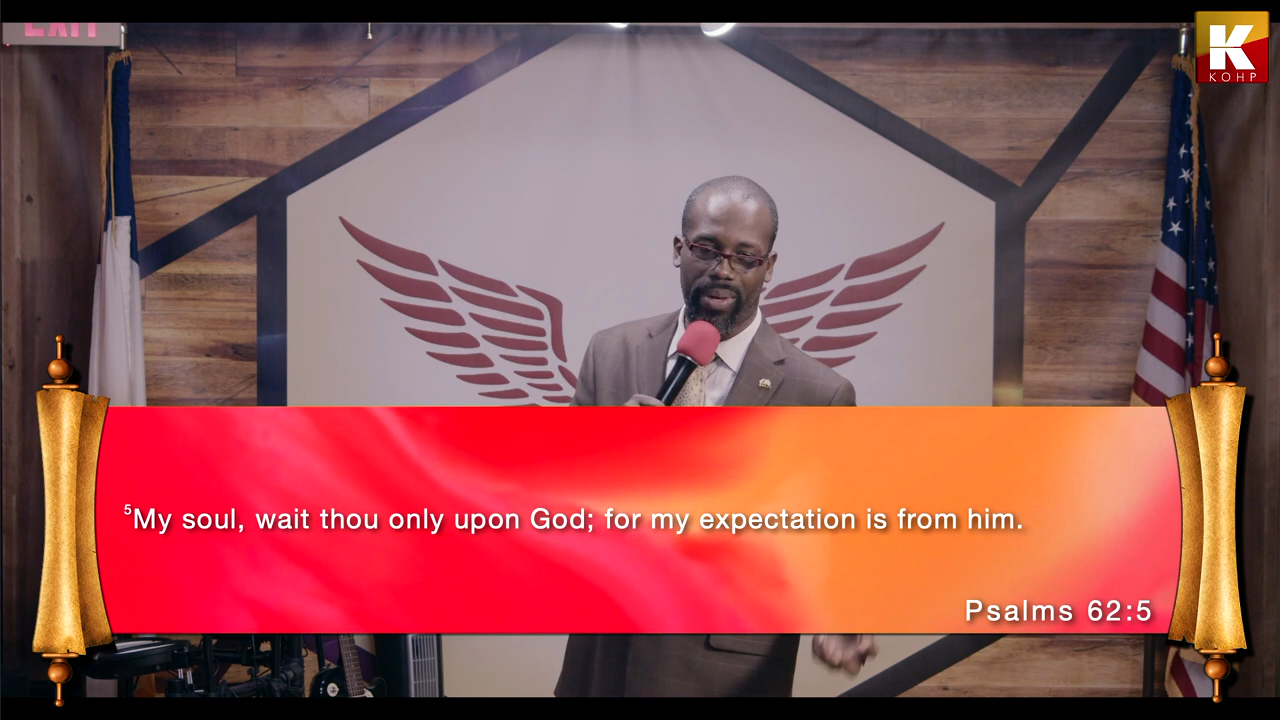 EXIT
K
KOHP
⁵My soul, wait thou only upon God; for my expectation is from him.
Psalms 62:5